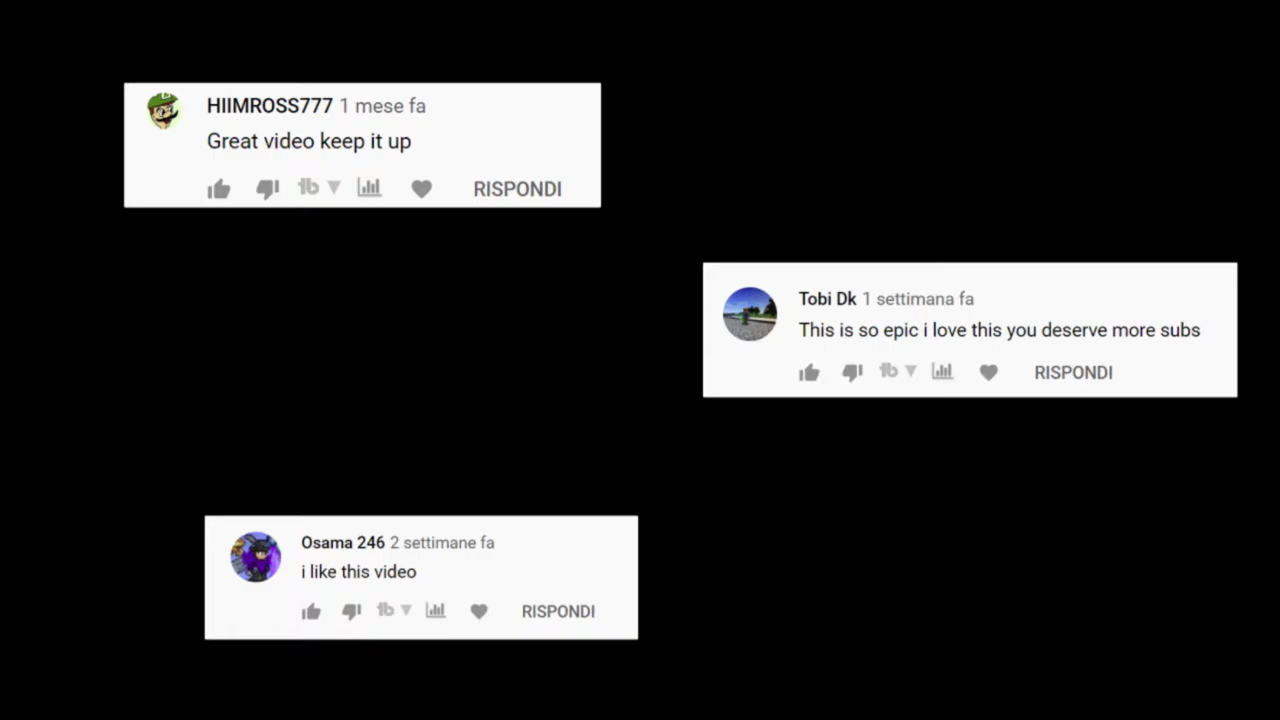 HIIMROSS777 1 mese fa
Great video keep it up
RISPONDI
Tobi Dk 1 settimana fa
This is so epic i love this you deserve more subs
RISPONDI
Osama 246 2 settimane fa
i like this video
RISPONDI